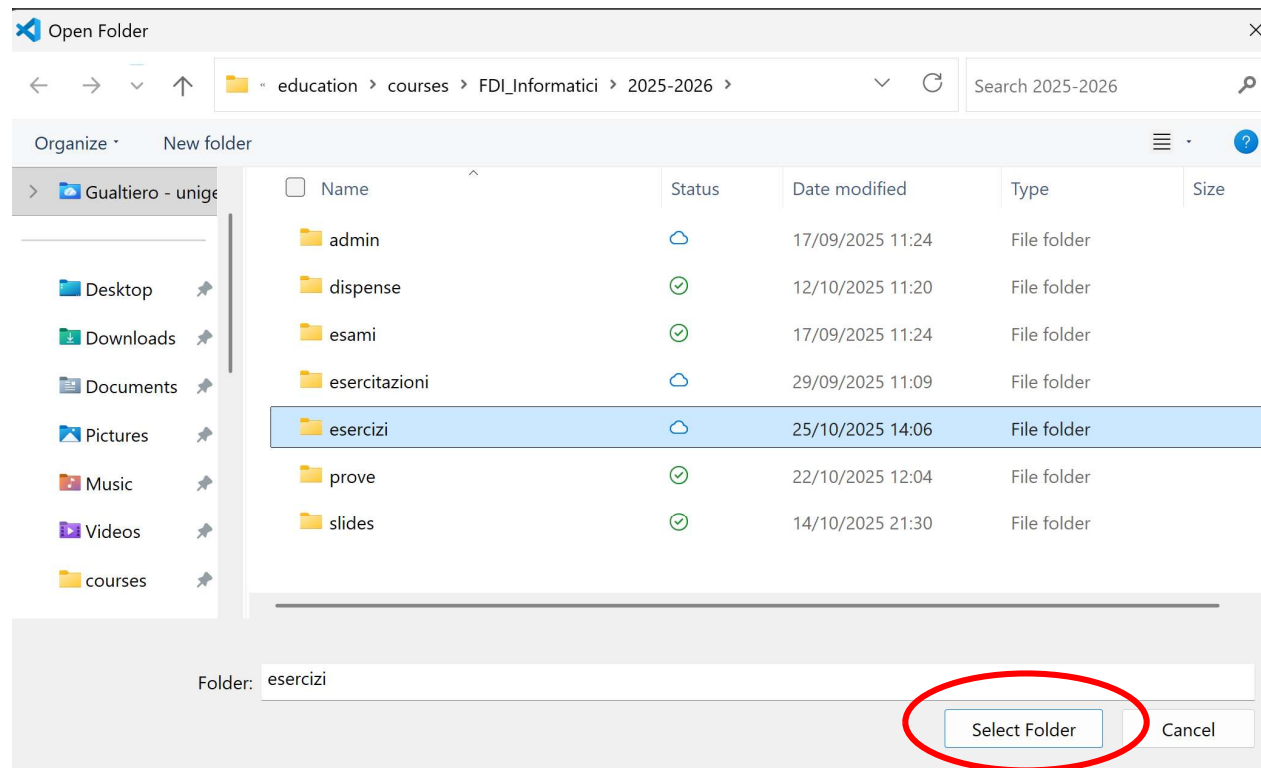 Open Folder
« education > courses > FDI_Informatici > 2025-2026 >
Search 2025-2026
Organize
New folder
Gualtiero - unige
Name Status Date modified Type Size
admin 17/09/2025 11:24 File folder
dispense 12/10/2025 11:20 File folder
esami 17/09/2025 11:24 File folder
esercitazioni 29/09/2025 11:09 File folder
esercizi 25/10/2025 14:06 File folder
prove 22/10/2025 12:04 File folder
slides 14/10/2025 21:30 File folder
Desktop
Downloads
Documents
Pictures
Music
Videos
courses
Folder: esercizi
Select Folder
Cancel